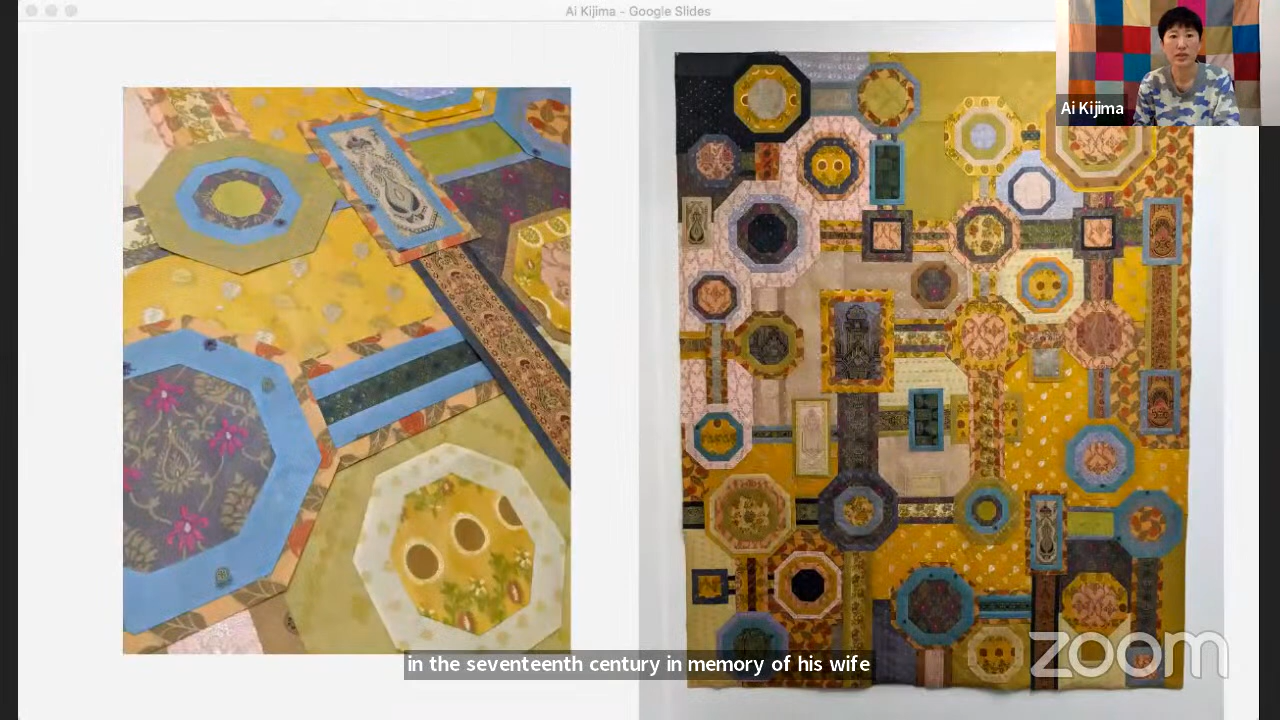 Ai Kijima - Google Slides
Ai Kijima
in the seventeenth century in memory of his wife
zoom